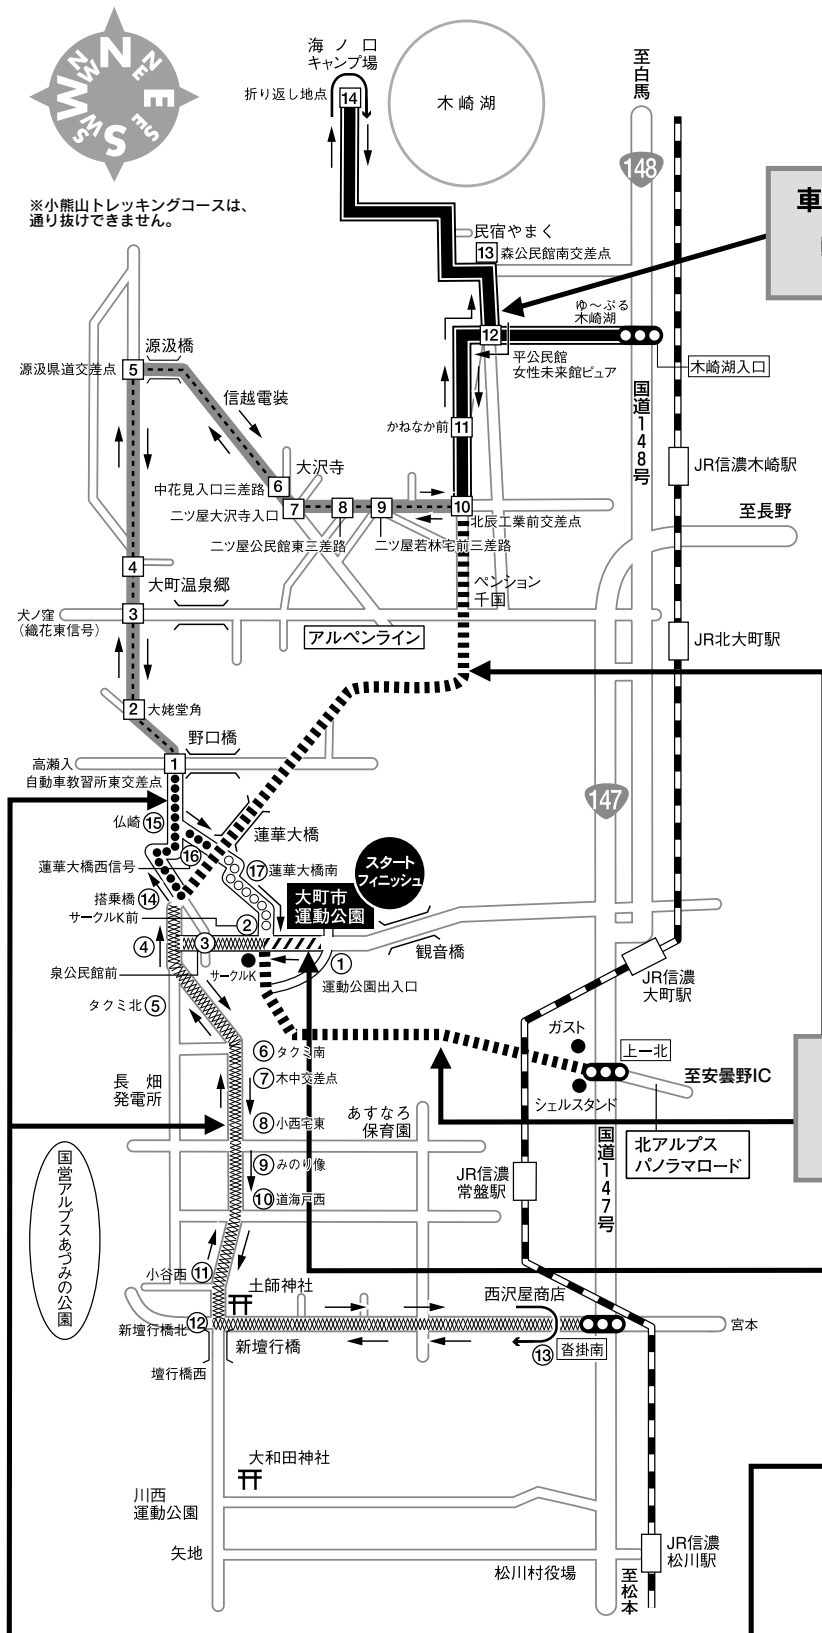 N
NE
E
ES
S
SW
W
NW
海ノ口
キャンプ場
折り返し地点
14
木崎湖
至白馬
148
※小熊山トレッキングコースは、
通り抜けできません。
車
民宿やまく
13 森公民館南交差点
ゆ〜ぷる
木崎湖
12
平公民館
女性未来館ピュア
木崎湖入口
源汲橋
源汲県道交差点
5
信越電装
国道148号
かねなか前
11
大沢寺
中花見入口三差路
6
二ツ屋大沢寺入口
7
8
9
10
北辰工業前交差点
二ツ屋公民館東三差路
二ツ屋若林宅前三差路
JR信濃木崎駅
至長野
4
大町温泉郷
ペンション
千国
犬ノ窪
(織花東信号)
3
アルペンライン
JR北大町駅
2
大姥堂角
野口橋
高瀬入
1
自動車教習所東交差点
147
仏崎
⑮
蓮華大橋
⑯
蓮華大橋西信号
⑰
蓮華大橋南
スタート
フィニッシュ
搭乗橋
⑭
大町市
運動公園
サークルK前
②
④
③
観音橋
泉公民館前
サークルK
①
運動公園出入口
JR信濃
大町駅
タクミ北
⑤
ガスト
⑥タクミ南
上一北
⑦木中交差点
至安曇野IC
長畑
発電所
シェルスタンド
⑧小西宅東
あすなろ
保育園
国道147号
北アルプス
パノラマロード
⑨みのり像
JR信濃
常盤駅
⑩道海戸西
国営アルプスあづみの公園
小谷西
⑪
土師神社
西沢屋商店
新壇行橋北
⑫
宮本
新壇行橋
⑬
沓掛南
壇行橋西
大和田神社
川西
運動公園
矢地
JR信濃
松川駅
松川村役場
至松本